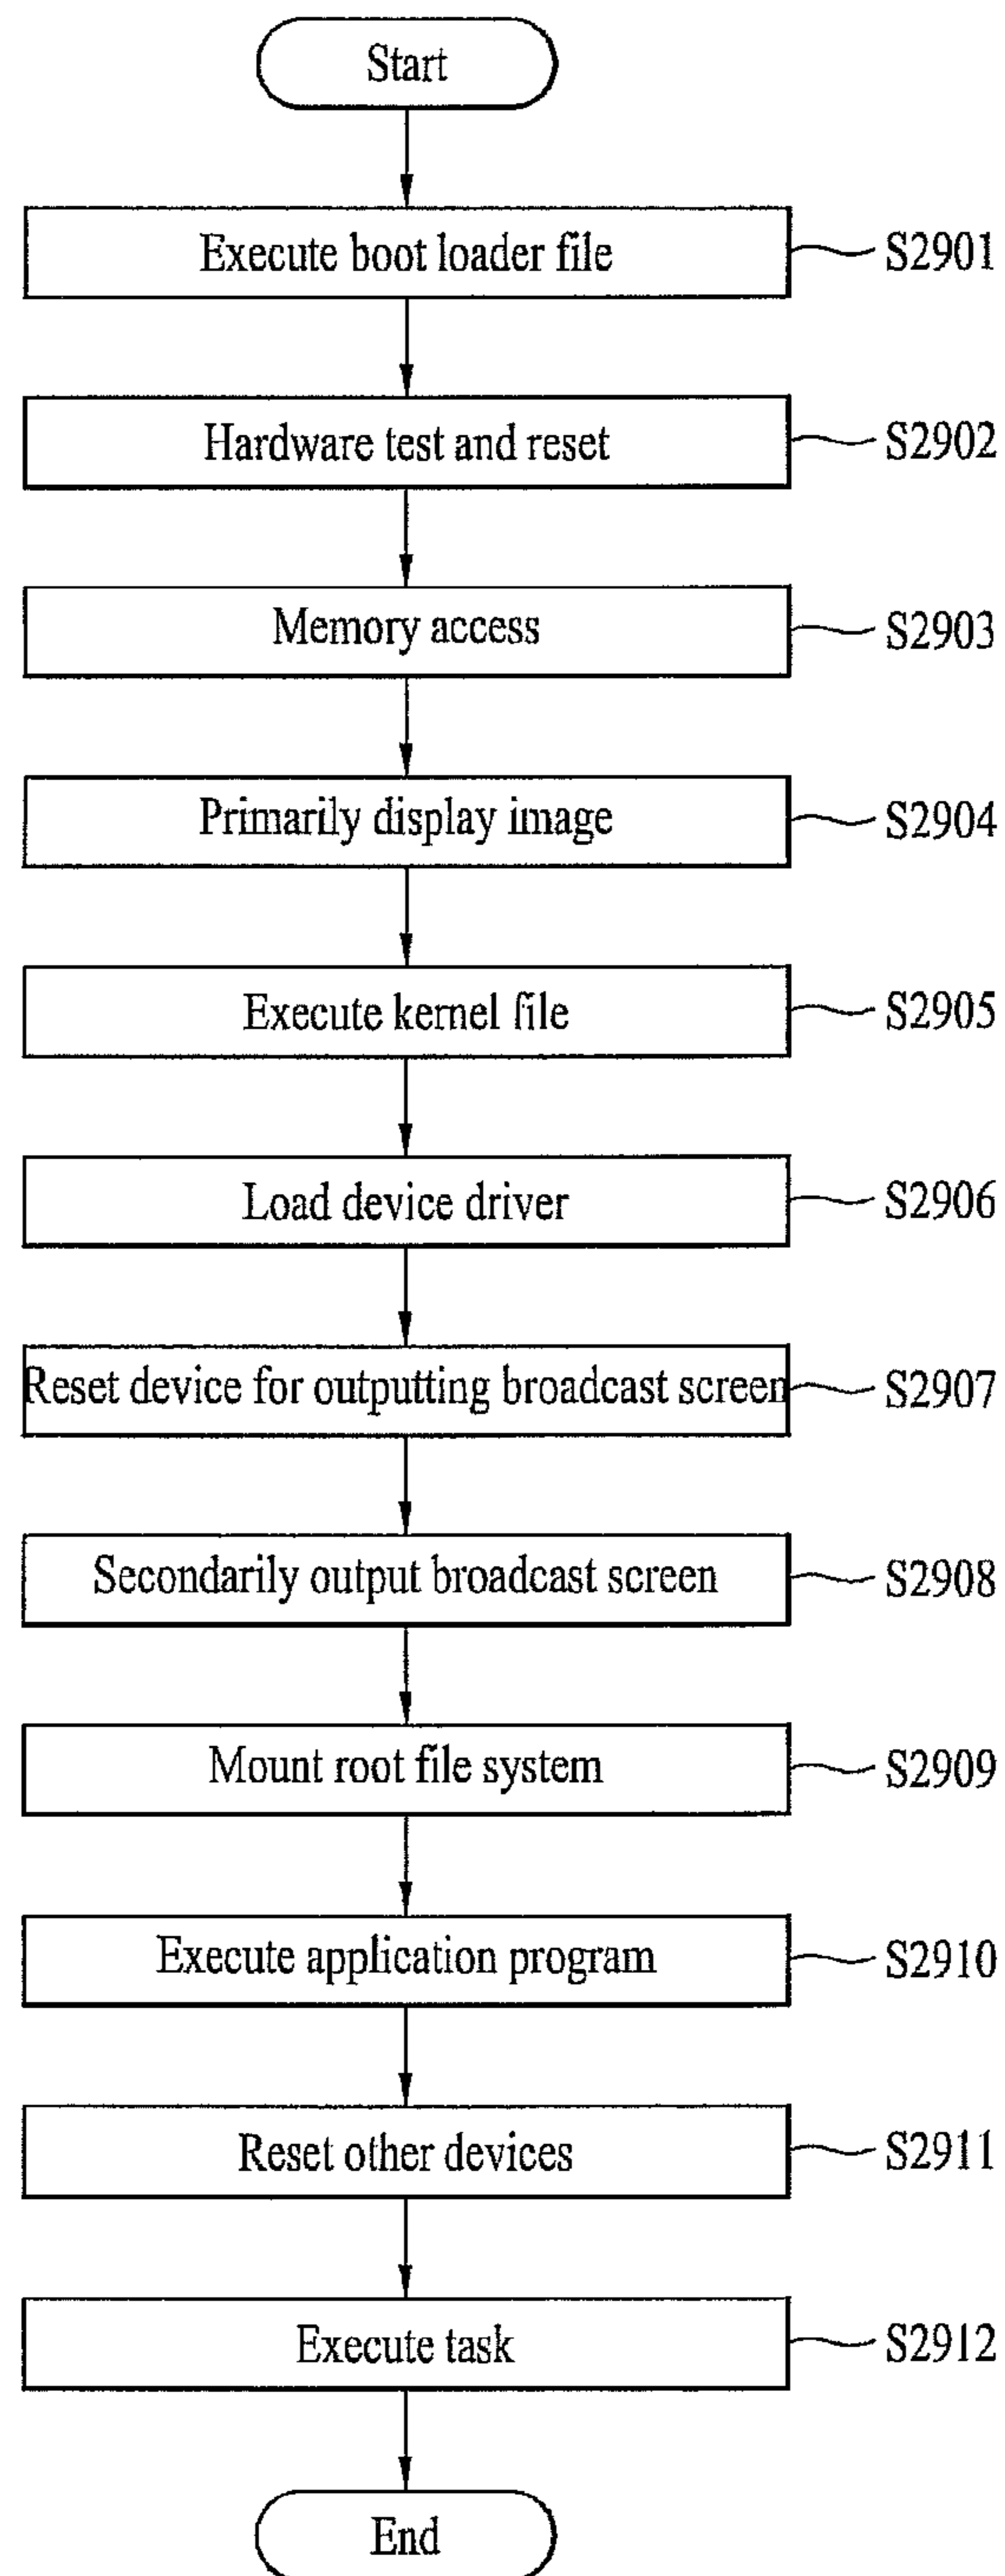 Start
Execute boot loader file
S2901
Hardware test and reset
S2902
Memory access
S2903
Primarily display image
S2904
Execute kernel file
S2905
Load device driver
S2906
Reset device for outputting broadcast screen
S2907
Secondarily output broadcast screen
S2908
Mount root file system
S2909
Execute application program
S2910
Reset other devices
S2911
Execute task
S2912
End